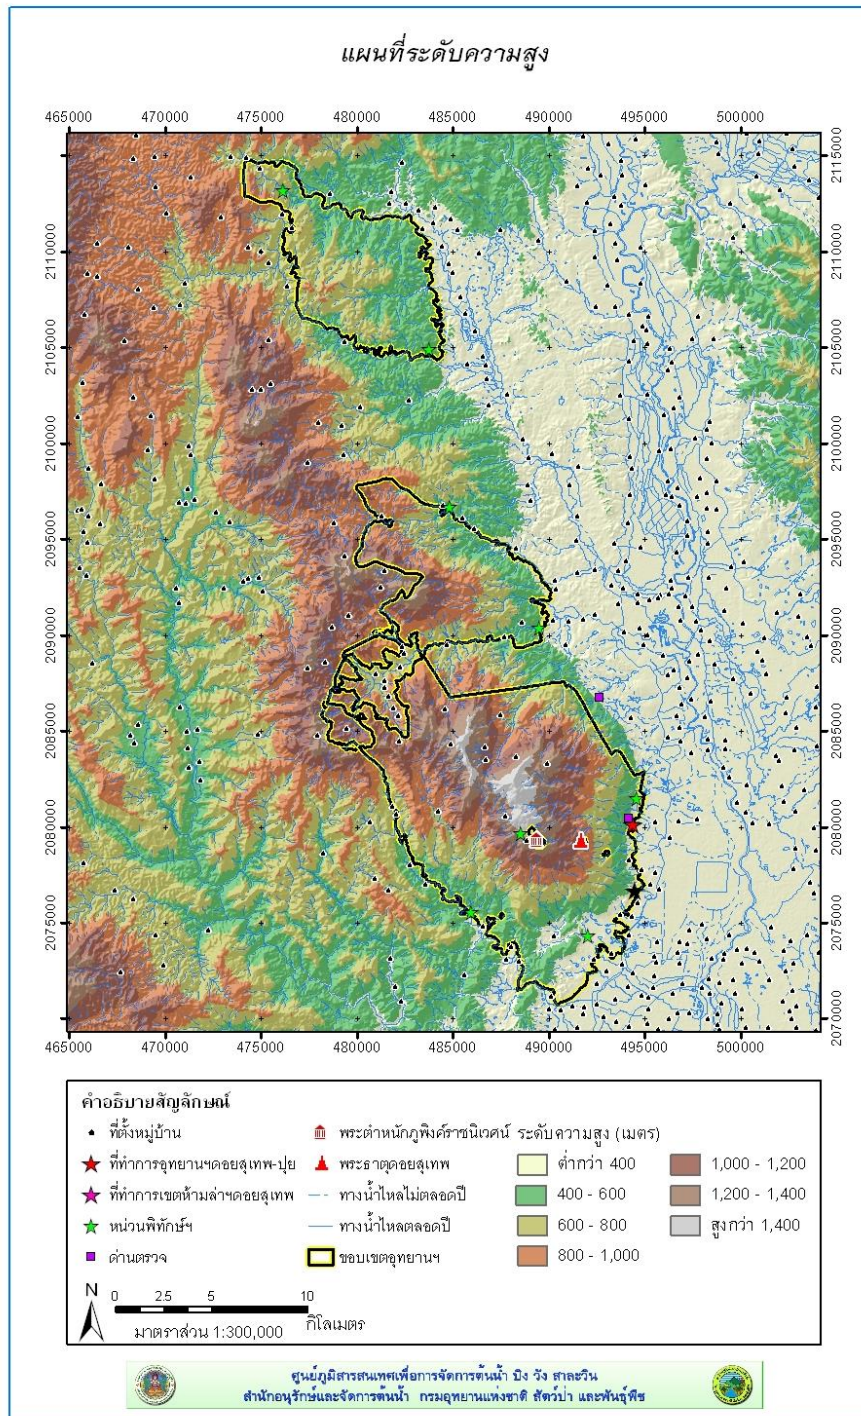 แผนที่ระดับความสูง
465000 470000 475000 480000 485000 490000 495000 500000
2115000 2115000
2110000 2110000
2105000 2105000
2100000 2100000
2095000 2095000
2090000 2090000
2085000 2085000
2080000 2080000
2075000 2075000
2070000 2070000
465000 470000 475000 480000 485000 490000 495000 500000
คำอธิบายสัญลักษณ์
ที่ตั้งหมู่บ้าน
ที่ทำการอุทยานฯดอยสุเทพ-ปุย
ที่ทำการเขตห้ามล่าฯดอยสุเทพ
หน่วนพิทักษ์ฯ
ด่านตรวจ
พระตำหนักภูพิงค์ราชนิเวศน์
พระธาตุดอยสุเทพ
ทางน้ำไหลไม่ตลอดปี
ทางน้ำไหลตลอดปี
ขอบเขตอุทยานฯ
ระดับความสูง (เมตร)
ต่ำกว่า 400
400 - 600
600 - 800
800 - 1,000
1,000 - 1,200
1,200 - 1,400
สูงกว่า 1,400
N
0 2.5 5 10
กิโลเมตร
มาตราส่วน 1:300,000
ศูนย์ภูมิสารสนเทศเพื่อการจัดการต้นน้ำ ปิง วัง สาละวิน
สำนักอนุรักษ์และจัดการต้นน้ำ กรมอุทยานแห่งชาติ สัตว์ป่า และพันธุ์พืช